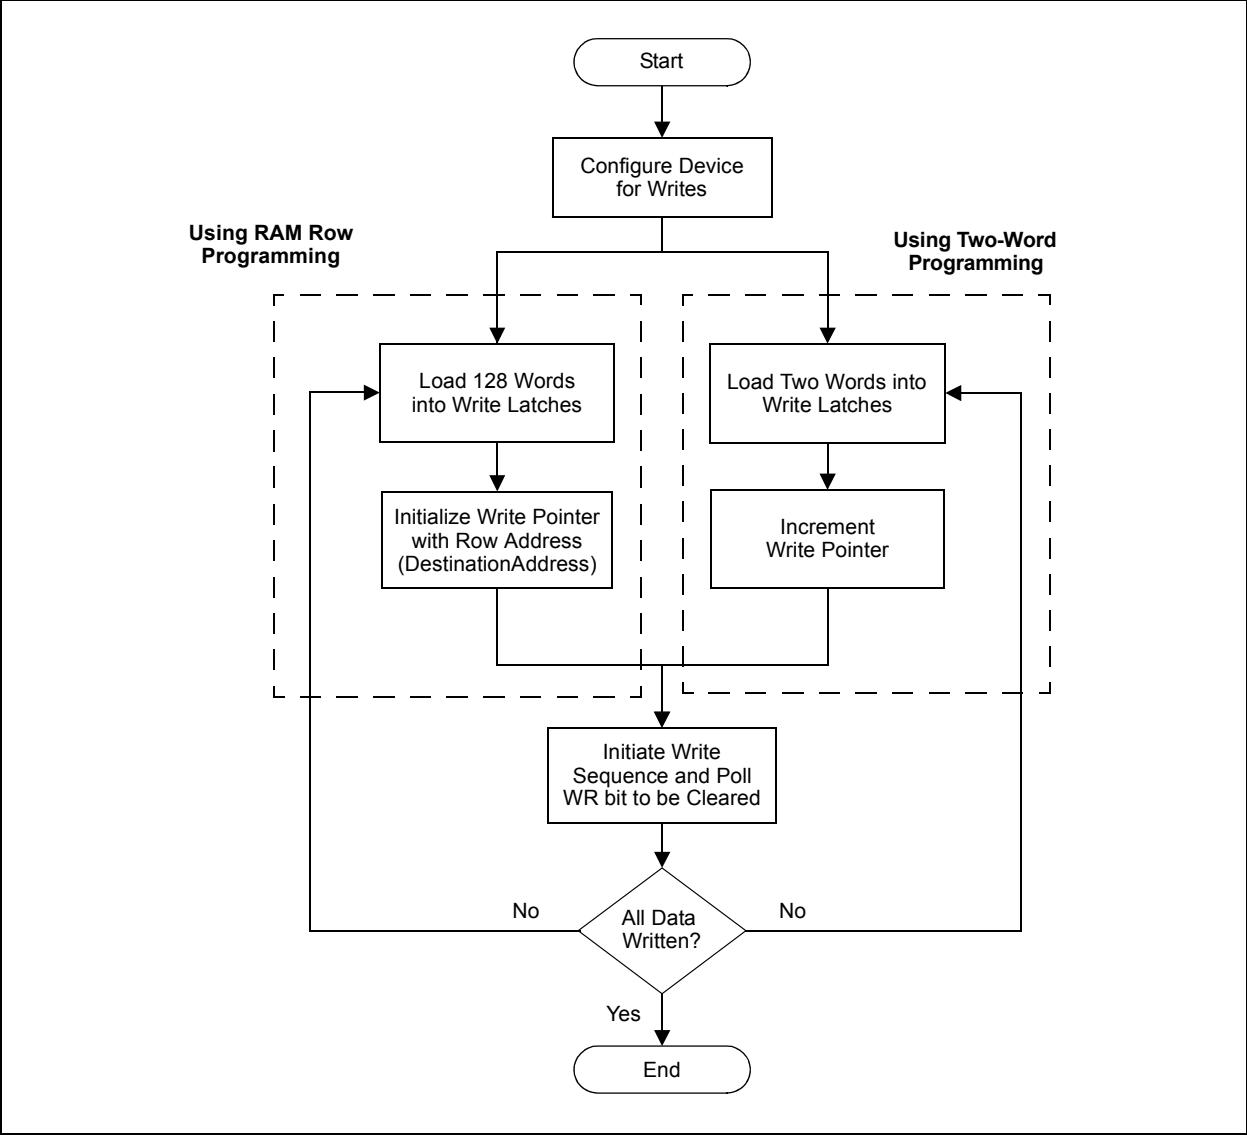 Start
Configure Device
for Writes
Using RAM Row
Programming
Using Two-Word
Programming
Load 128 Words
into Write Latches
Load Two Words into
Write Latches
Initialize Write Pointer
with Row Address
(DestinationAddress)
Increment
Write Pointer
Initiate Write
Sequence and Poll
WR bit to be Cleared
No
All Data
Written?
No
Yes
End